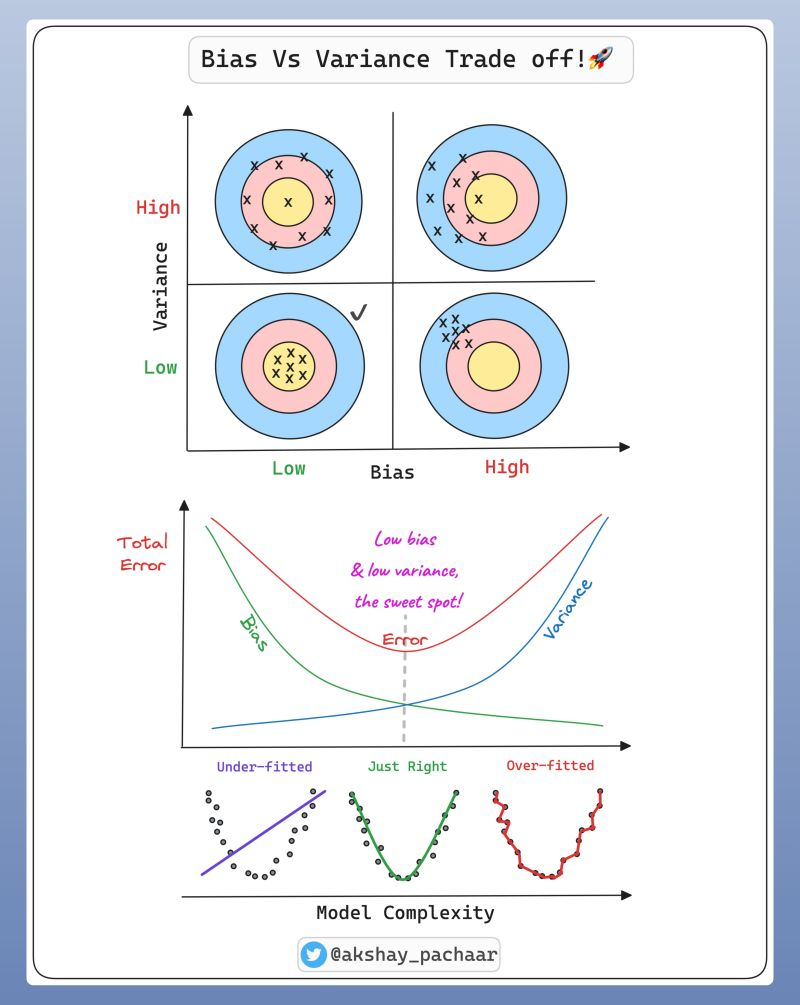 Bias Vs Variance Trade off!🚀
High
Variance
Low
Low
Bias
High
Total
Error
Low bias
& low variance,
the sweet spot!
Error
Bias
Variance
Under-fitted
Just Right
Over-fitted
Model Complexity
@akshay_pachaar